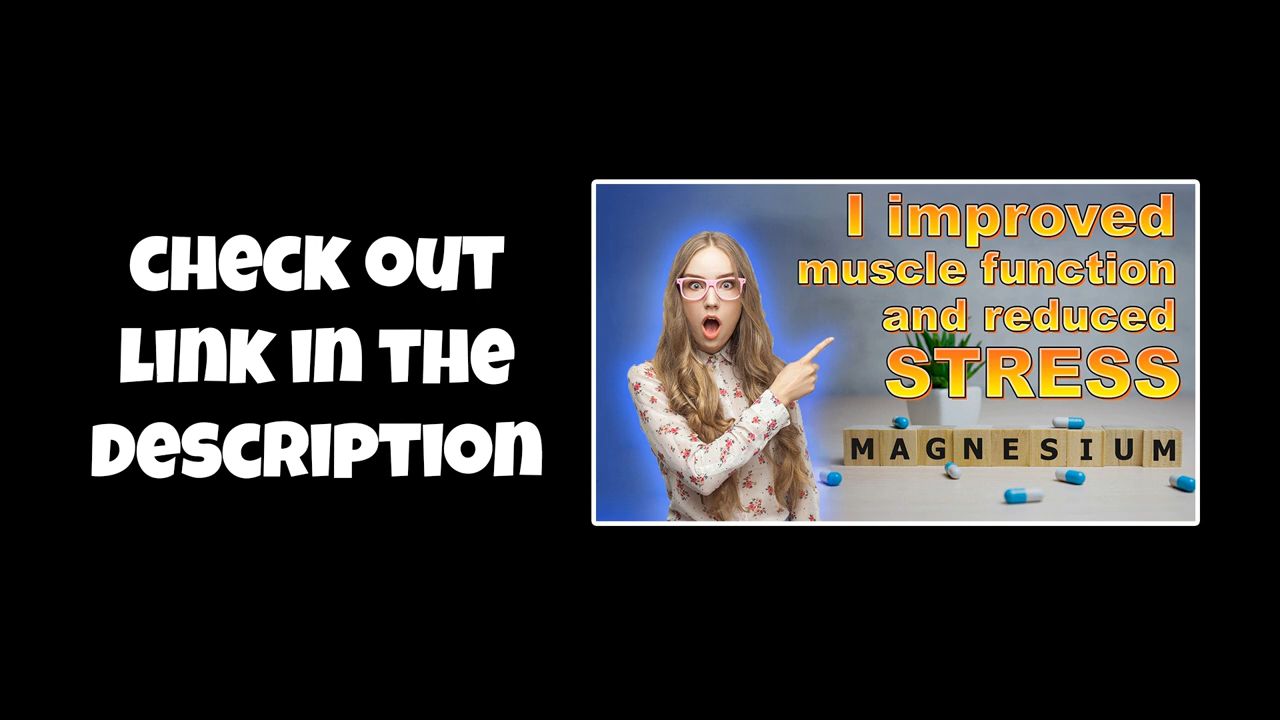 CHECK OUT
LINK IN THE
DESCRIPTION
I improved
muscle function
and reduced
STRESS
MAGNESIUM